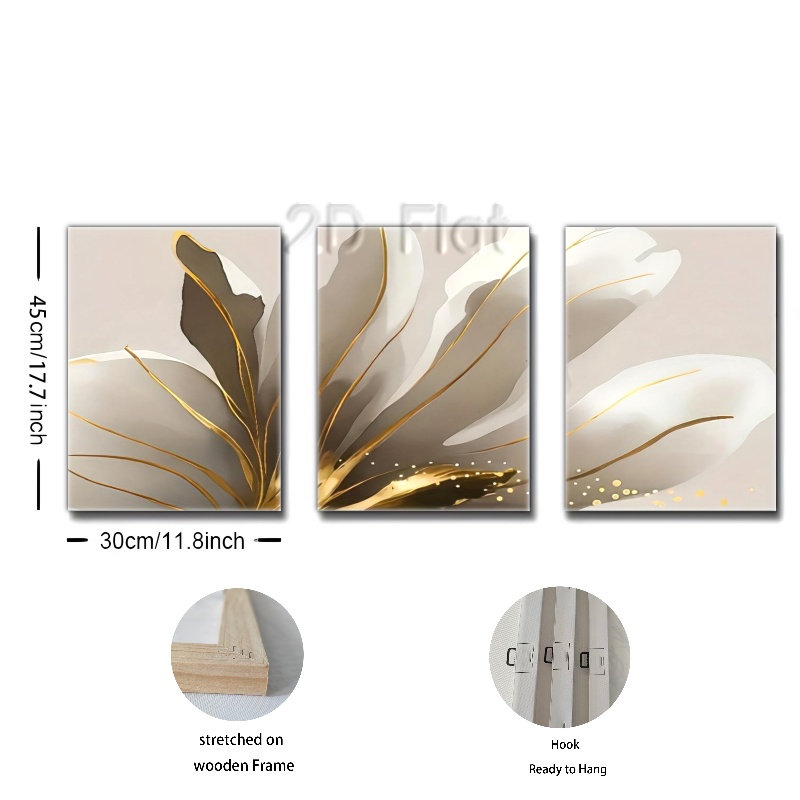 2D Flat
45cm/17.7inch
30cm/11.8inch
stretched on
wooden Frame
Hook
Ready to Hang